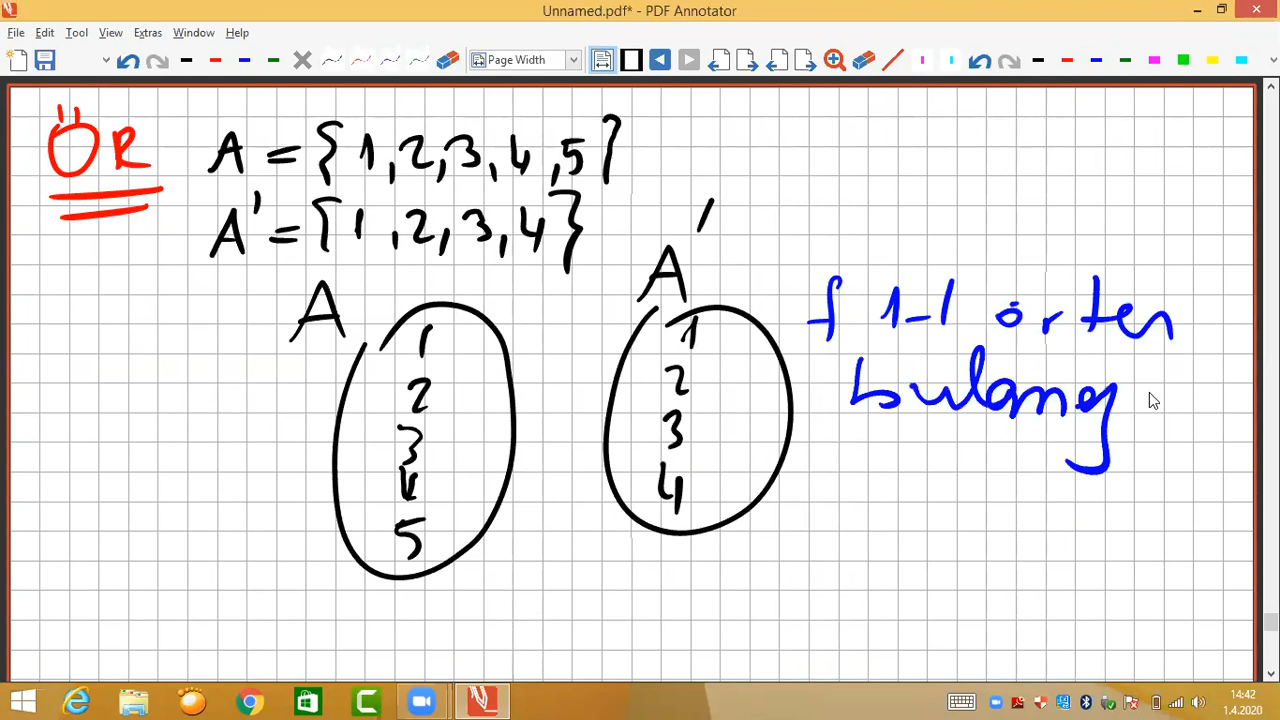 Unnamed.pdf* - PDF Annotator
File Edit Tool View Extras Window Help
Page Width
ÖR
A = {1,2,3,4,5}
A' = {1,2,3,4}
A
1
2
3
4
5
A'
1
2
3
4
f 1-1 örten
bulang
14:42
1.4.2020